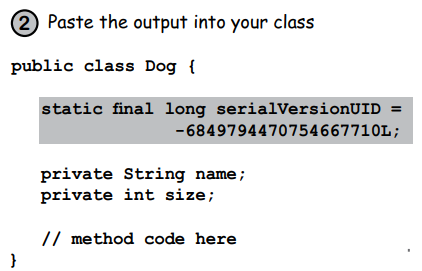 2 Paste the output into your class
public class Dog {
static final long serialVersionUID =
-6849794470754667710L;
private String name;
private int size;
// method code here
}